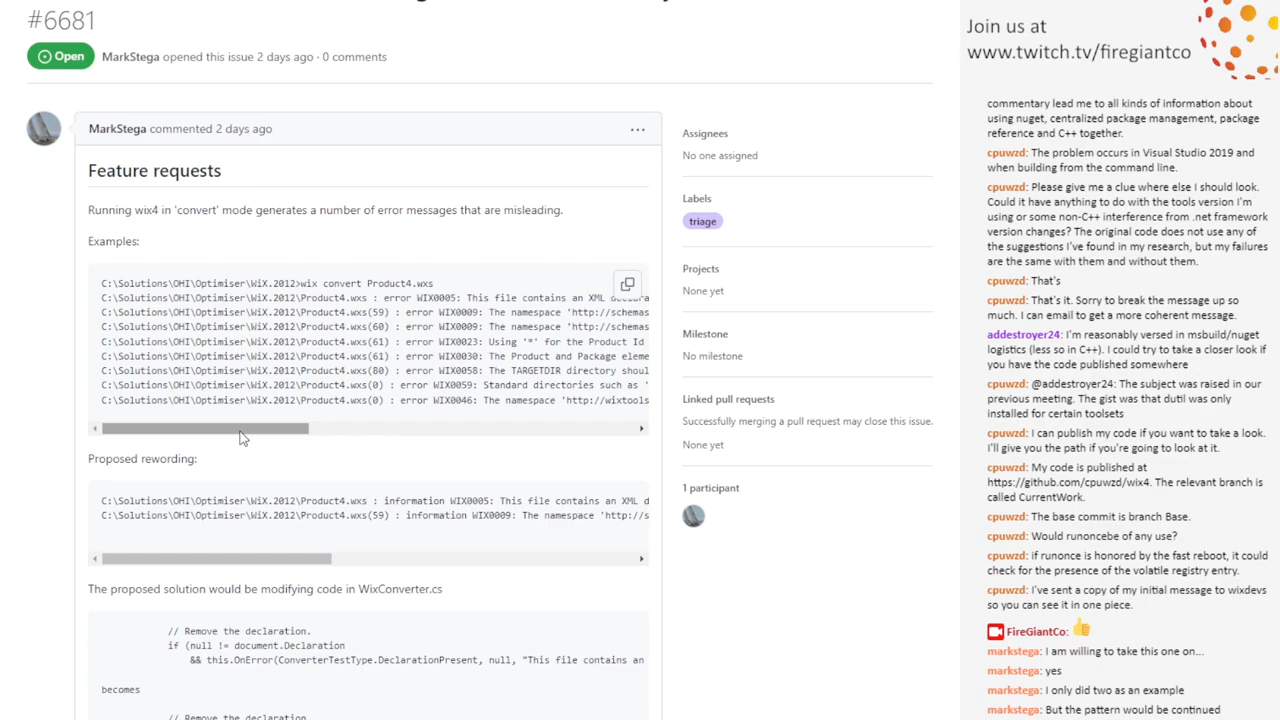 #6681
Open
MarkStega opened this issue 2 days ago · 0 comments
MarkStega commented 2 days ago
...
Feature requests
Running wix4 in 'convert' mode generates a number of error messages that are misleading.
Examples:
C:\Solutions\OHI\Optimiser\WiX.2012>wix convert Product4.wxs
C:\Solutions\OHI\Optimiser\WiX.2012\Product4.wxs : error WIX0005: This file contains an XML declara
C:\Solutions\OHI\Optimiser\WiX.2012\Product4.wxs(59) : error WIX0009: The namespace 'http://schemas
C:\Solutions\OHI\Optimiser\WiX.2012\Product4.wxs(60) : error WIX0009: The namespace 'http://schemas
C:\Solutions\OHI\Optimiser\WiX.2012\Product4.wxs(61) : error WIX0023: Using '*' for the Product Id
C:\Solutions\OHI\Optimiser\WiX.2012\Product4.wxs(61) : error WIX0030: The Product and Package eleme
C:\Solutions\OHI\Optimiser\WiX.2012\Product4.wxs(80) : error WIX0058: The TARGETDIR directory shoul
C:\Solutions\OHI\Optimiser\WiX.2012\Product4.wxs(0) : error WIX0059: Standard directories such as '
C:\Solutions\OHI\Optimiser\WiX.2012\Product4.wxs(0) : error WIX0046: The namespace 'http://wixtools
Proposed rewording:
C:\Solutions\OHI\Optimiser\WiX.2012\Product4.wxs : information WIX0005: This file contains an XML d
C:\Solutions\OHI\Optimiser\WiX.2012\Product4.wxs(59) : information WIX0009: The namespace 'http://s
The proposed solution would be modifying code in WixConverter.cs
// Remove the declaration.
if (null != document.Declaration
&& this.OnError(ConverterTestType.DeclarationPresent, null, "This file contains an
becomes
// Remove the declaration.
Assignees
No one assigned
Labels
triage
Projects
None yet
Milestone
No milestone
Linked pull requests
Successfully merging a pull request may close this issue.
None yet
1 participant
Join us at
www.twitch.tv/firegiantco
commentary lead me to all kinds of information about
using nuget, centralized package management, package
reference and C++ together.
cpuwzd: The problem occurs in Visual Studio 2019 and
when building from the command line.
cpuwzd: Please give me a clue where else I should look.
Could it have anything to do with the tools version I'm
using or some non-C++ interference from .net framework
version changes? The original code does not use any of
the suggestions I've found in my research, but my failures
are the same with them and without them.
cpuwzd: That's
cpuwzd: That's it. Sorry to break the message up so
much. I can email to get a more coherent message.
addestroyer24: I'm reasonably versed in msbuild/nuget
logistics (less so in C++). I could try to take a closer look if
you have the code published somewhere
cpuwzd: @addestroyer24: The subject was raised in our
previous meeting. The gist was that dutil was only
installed for certain toolsets
cpuwzd: I can publish my code if you want to take a look.
I'll give you the path if you're going to look at it.
cpuwzd: My code is published at
https://github.com/cpuwzd/wix4. The relevant branch is
called CurrentWork.
cpuwzd: The base commit is branch Base.
cpuwzd: Would runoncebe of any use?
cpuwzd: if runonce is honored by the fast reboot, it could
check for the presence of the volatile registry entry.
cpuwzd: I've sent a copy of my initial message to wixdevs
so you can see it in one piece.
FireGiantCo:
markstega: I am willing to take this one on...
markstega: yes
markstega: I only did two as an example
markstega: But the pattern would be continued